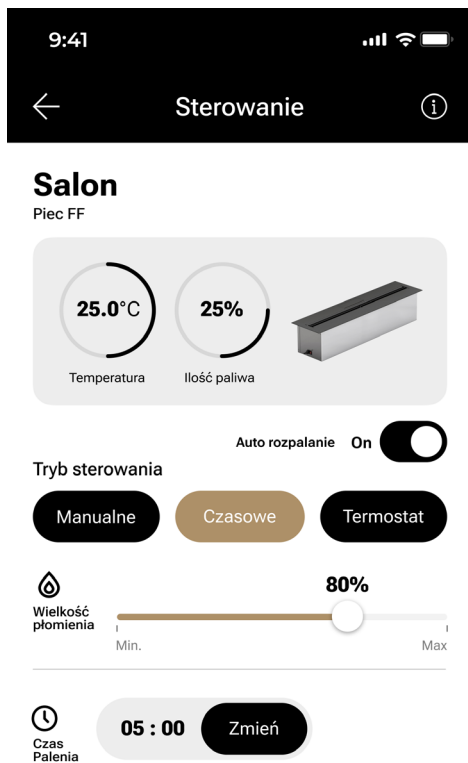 9:41
Sterowanie
i
Salon
Piec FF
25.0°C
25%
Temperatura
Ilość paliwa
Auto rozpalanie On
Tryb sterowania
Manualne Czasowe Termostat
80%
Wielkość
płomienia
Min. Max
05 : 00 Zmień
Czas
Palenia